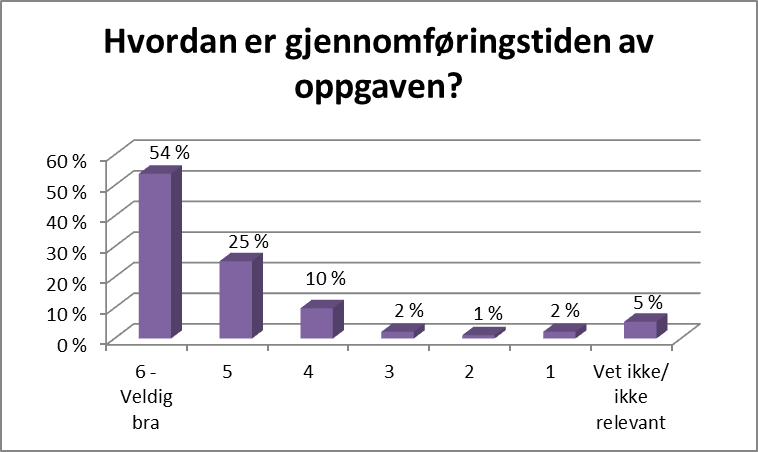 Hvordan er gjennomføringstiden av
oppgaven?
60 %
50 %
40 %
30 %
20 %
10 %
0 %
54 %
25 %
10 %
2 %
1 %
2 %
5 %
6 -
Veldig
bra
5
4
3
2
1
Vet ikke/
ikke
relevant